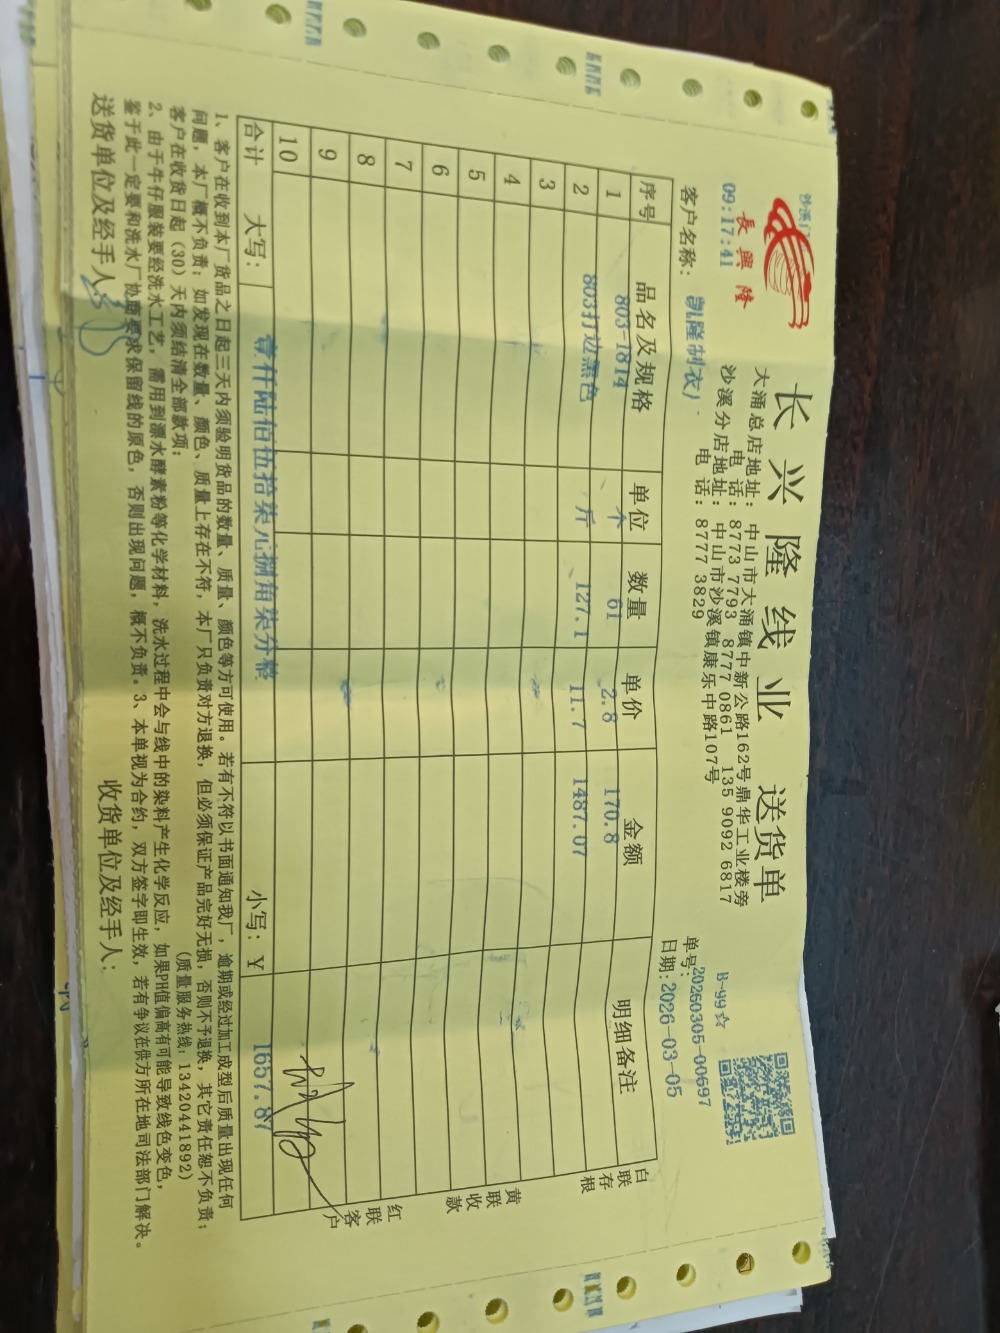 長興隆
长兴隆线业 送货单
沙溪门
09:17:41
大涌总店地址: 中山市大涌镇中新公路162号鼎华工业楼旁
电 话: 8773 7793 8777 0861 135 9092 6817
沙溪分店地址: 中山市沙溪镇康乐中路107号
电 话: 8777 3829
B-99☆
单号:20260305-00697
客户名称: 凯隆制衣厂
日期:2026-03-05
序号 品名及规格 单位 数量 单价 金额 明细备注
1 803-1814 个 61 2.8 170.8
2 803打边黑色 斤 127.1 11.7 1487.07
3
4
5
6
7
8
9
10
合计 大写: 壹仟陆佰伍拾柒元捌角柒分整 小写: ¥ 1657.87
白联存根
黄联收款
红联客户
1、客户在收到本厂货品之日起三天内须验明货品的数量、质量、颜色等方可使用。若有不符以书面通知我厂，逾期或经过加工成型后质量出现任何
问题，本厂概不负责；如发现在数量、颜色、质量上存在不符，本厂只负责对方退换，但必须保证产品完好无损，否则不予退换，其它责任恕不负责；
客户在收货日起（30）天内须结清全部款项； （质量服务热线：13420441892）
2、由于牛仔服装要经洗水工艺，需用到漂水酵素粉等化学材料，洗水过程中会与线中的染料产生化学反应，如果PH值偏高有可能导致线色变色，
鉴于此一定要和洗水厂协商要求保留线的原色，否则出现问题，概不负责。3、本单视为合约，双方签字即生效，若有争议在供方所在地司法部门解决。
送货单位及经手人: 收货单位及经手人: